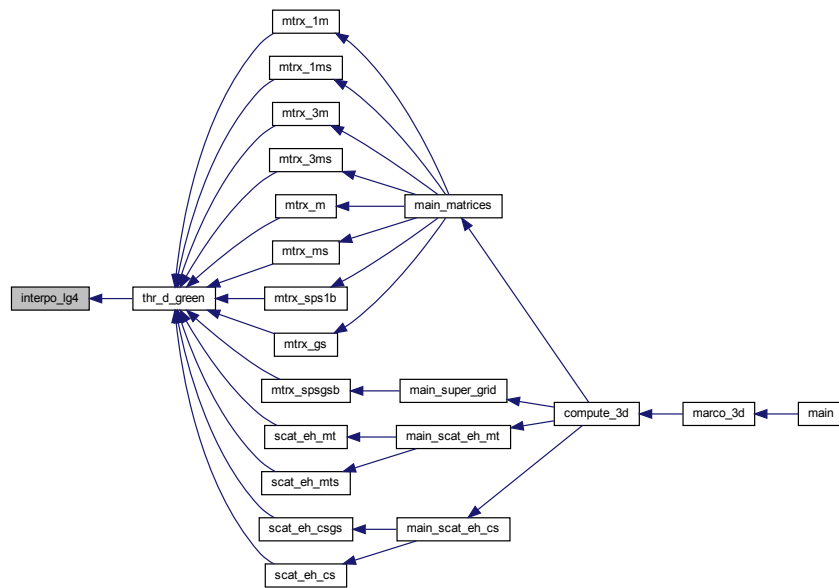 mtrx_1m
mtrx_1ms
mtrx_3m
mtrx_3ms
mtrx_m
main_matrices
mtrx_ms
interpo_lg4
thr_d_green
mtrx_sps1b
mtrx_gs
mtrx_spsgsb
main_super_grid
compute_3d
marco_3d
main
scat_eh_mt
main_scat_eh_mt
scat_eh_mts
scat_eh_csgs
main_scat_eh_cs
scat_eh_cs